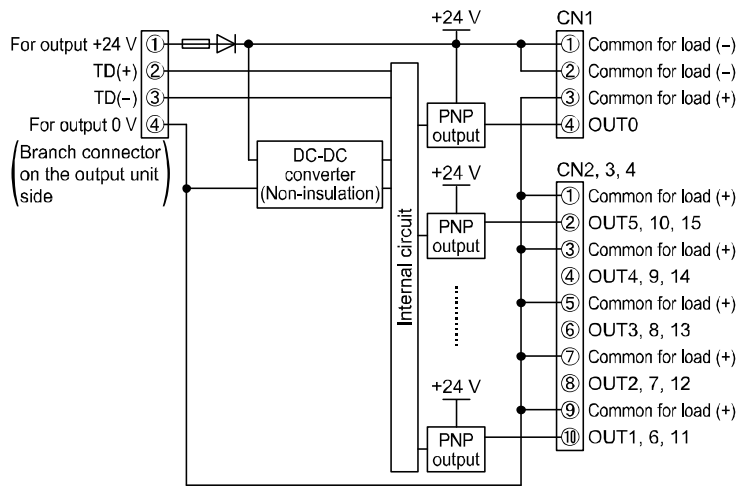 For output +24 V ①
TD(+) ②
TD(−) ③
For output 0 V ④
(Branch connector
on the output unit
side)
DC-DC
converter
(Non-insulation)
Internal circuit
+24 V
PNP
output
+24 V
PNP
output
+24 V
PNP
output
CN1
① Common for load (−)
② Common for load (−)
③ Common for load (+)
④ OUT0
CN2, 3, 4
① Common for load (+)
② OUT5, 10, 15
③ Common for load (+)
④ OUT4, 9, 14
⑤ Common for load (+)
⑥ OUT3, 8, 13
⑦ Common for load (+)
⑧ OUT2, 7, 12
⑨ Common for load (+)
⑩ OUT1, 6, 11